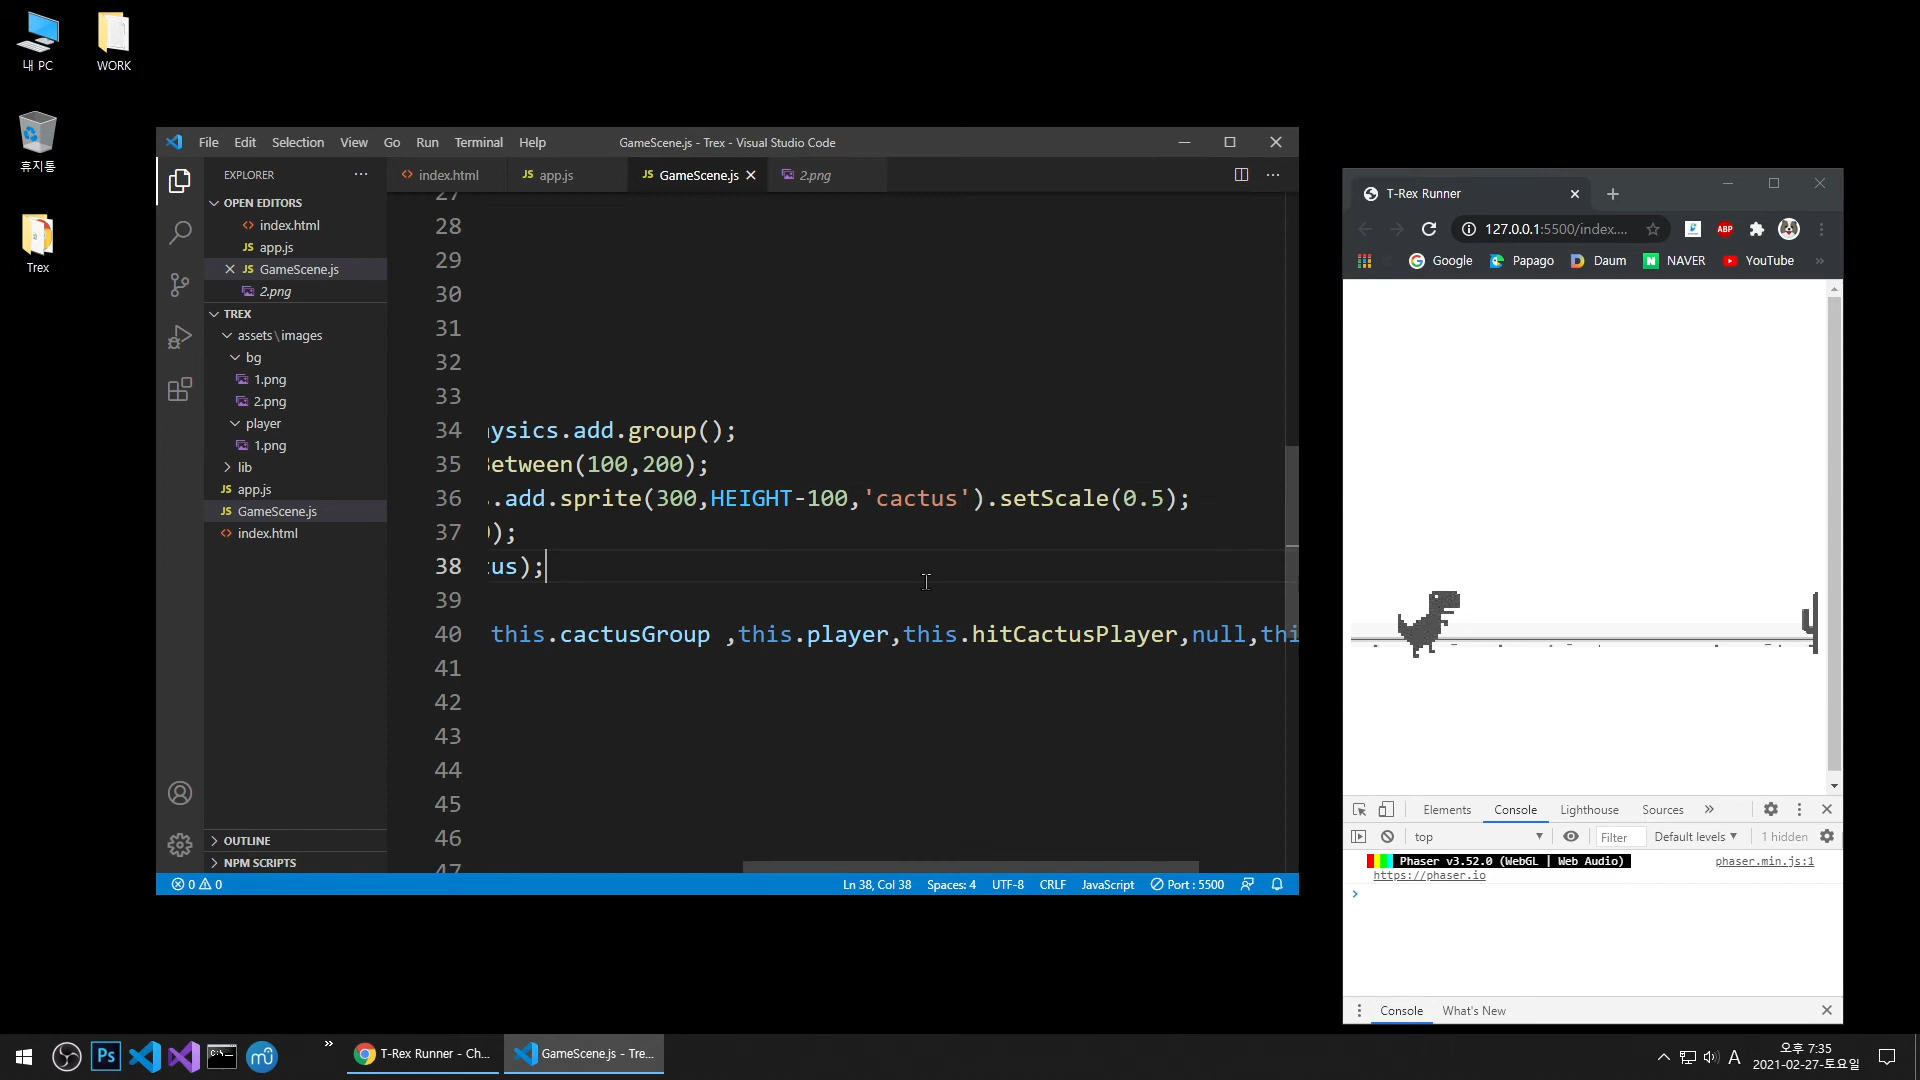 내 PC
WORK
휴지통
Trex
File Edit Selection View Go Run Terminal Help
GameScene.js - Trex - Visual Studio Code
EXPLORER
index.html
app.js
GameScene.js
2.png
OPEN EDITORS
index.html
app.js
GameScene.js
2.png
TREX
assets\images
bg
1.png
2.png
player
1.png
lib
app.js
GameScene.js
index.html
OUTLINE
NPM SCRIPTS
27
28
29
30
31
32
33
34 ysics.add.group();
35 etween(100,200);
36 .add.sprite(300,HEIGHT-100,'cactus').setScale(0.5);
37 );
38 us);
39
40 this.cactusGroup ,this.player,this.hitCactusPlayer,null,thi
41
42
43
44
45
46
47
0 0
Ln 38, Col 38 Spaces: 4 UTF-8 CRLF JavaScript Port : 5500
T-Rex Runner
127.0.0.1:5500/index....
ABP
Google Papago Daum NAVER YouTube
Elements Console Lighthouse Sources
top Filter Default levels 1 hidden
Phaser v3.52.0 (WebGL | Web Audio) phaser.min.js:1
https://phaser.io
Console What's New
Ps
mu
T-Rex Runner - Ch...
GameScene.js - Tre...
A
오후 7:35
2021-02-27-토요일